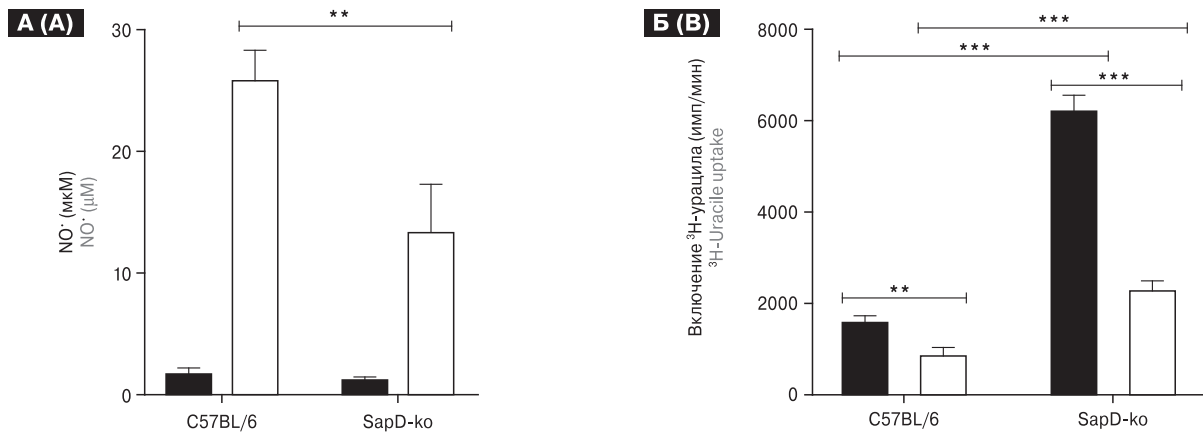 А (A)
30
20
10
0
NO· (мкМ)
NO· (μM)
**
C57BL/6
SapD-ko
Б (B)
8000
6000
4000
2000
0
Включение ³H-урацила (имп/мин)
³H-Uracile uptake
***
***
***
**
C57BL/6
SapD-ko